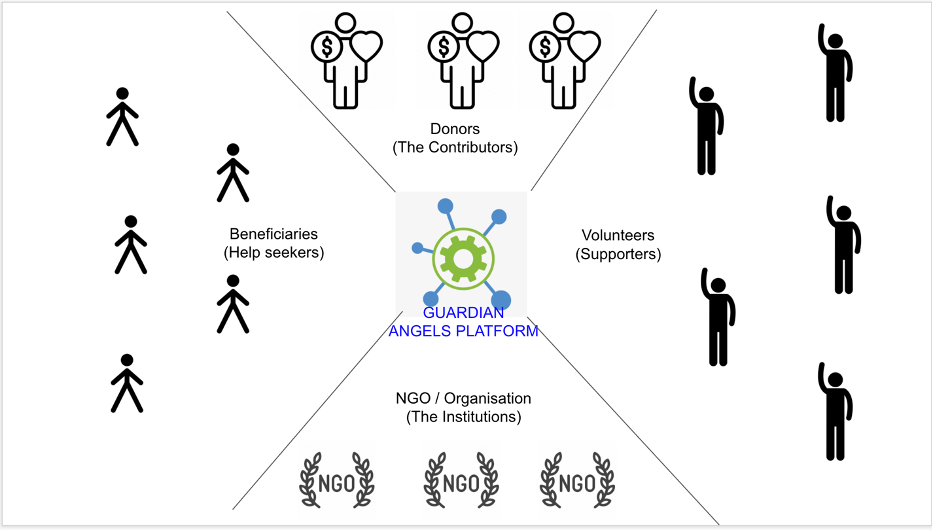 $
$
$
Donors
(The Contributors)
Beneficiaries
(Help seekers)
Volunteers
(Supporters)
GUARDIAN
ANGELS PLATFORM
NGO / Organisation
(The Institutions)
NGO
NGO
NGO